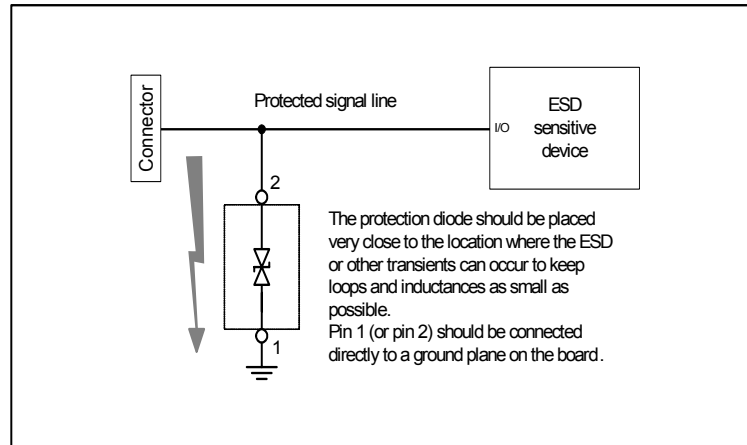 Connector
Protected signal line
I/O
ESD
sensitive
device
2
The protection diode should be placed
very close to the location where the ESD
or other transients can occur to keep
loops and inductances as small as
possible.
Pin 1 (or pin 2) should be connected
directly to a ground plane on the board.
1